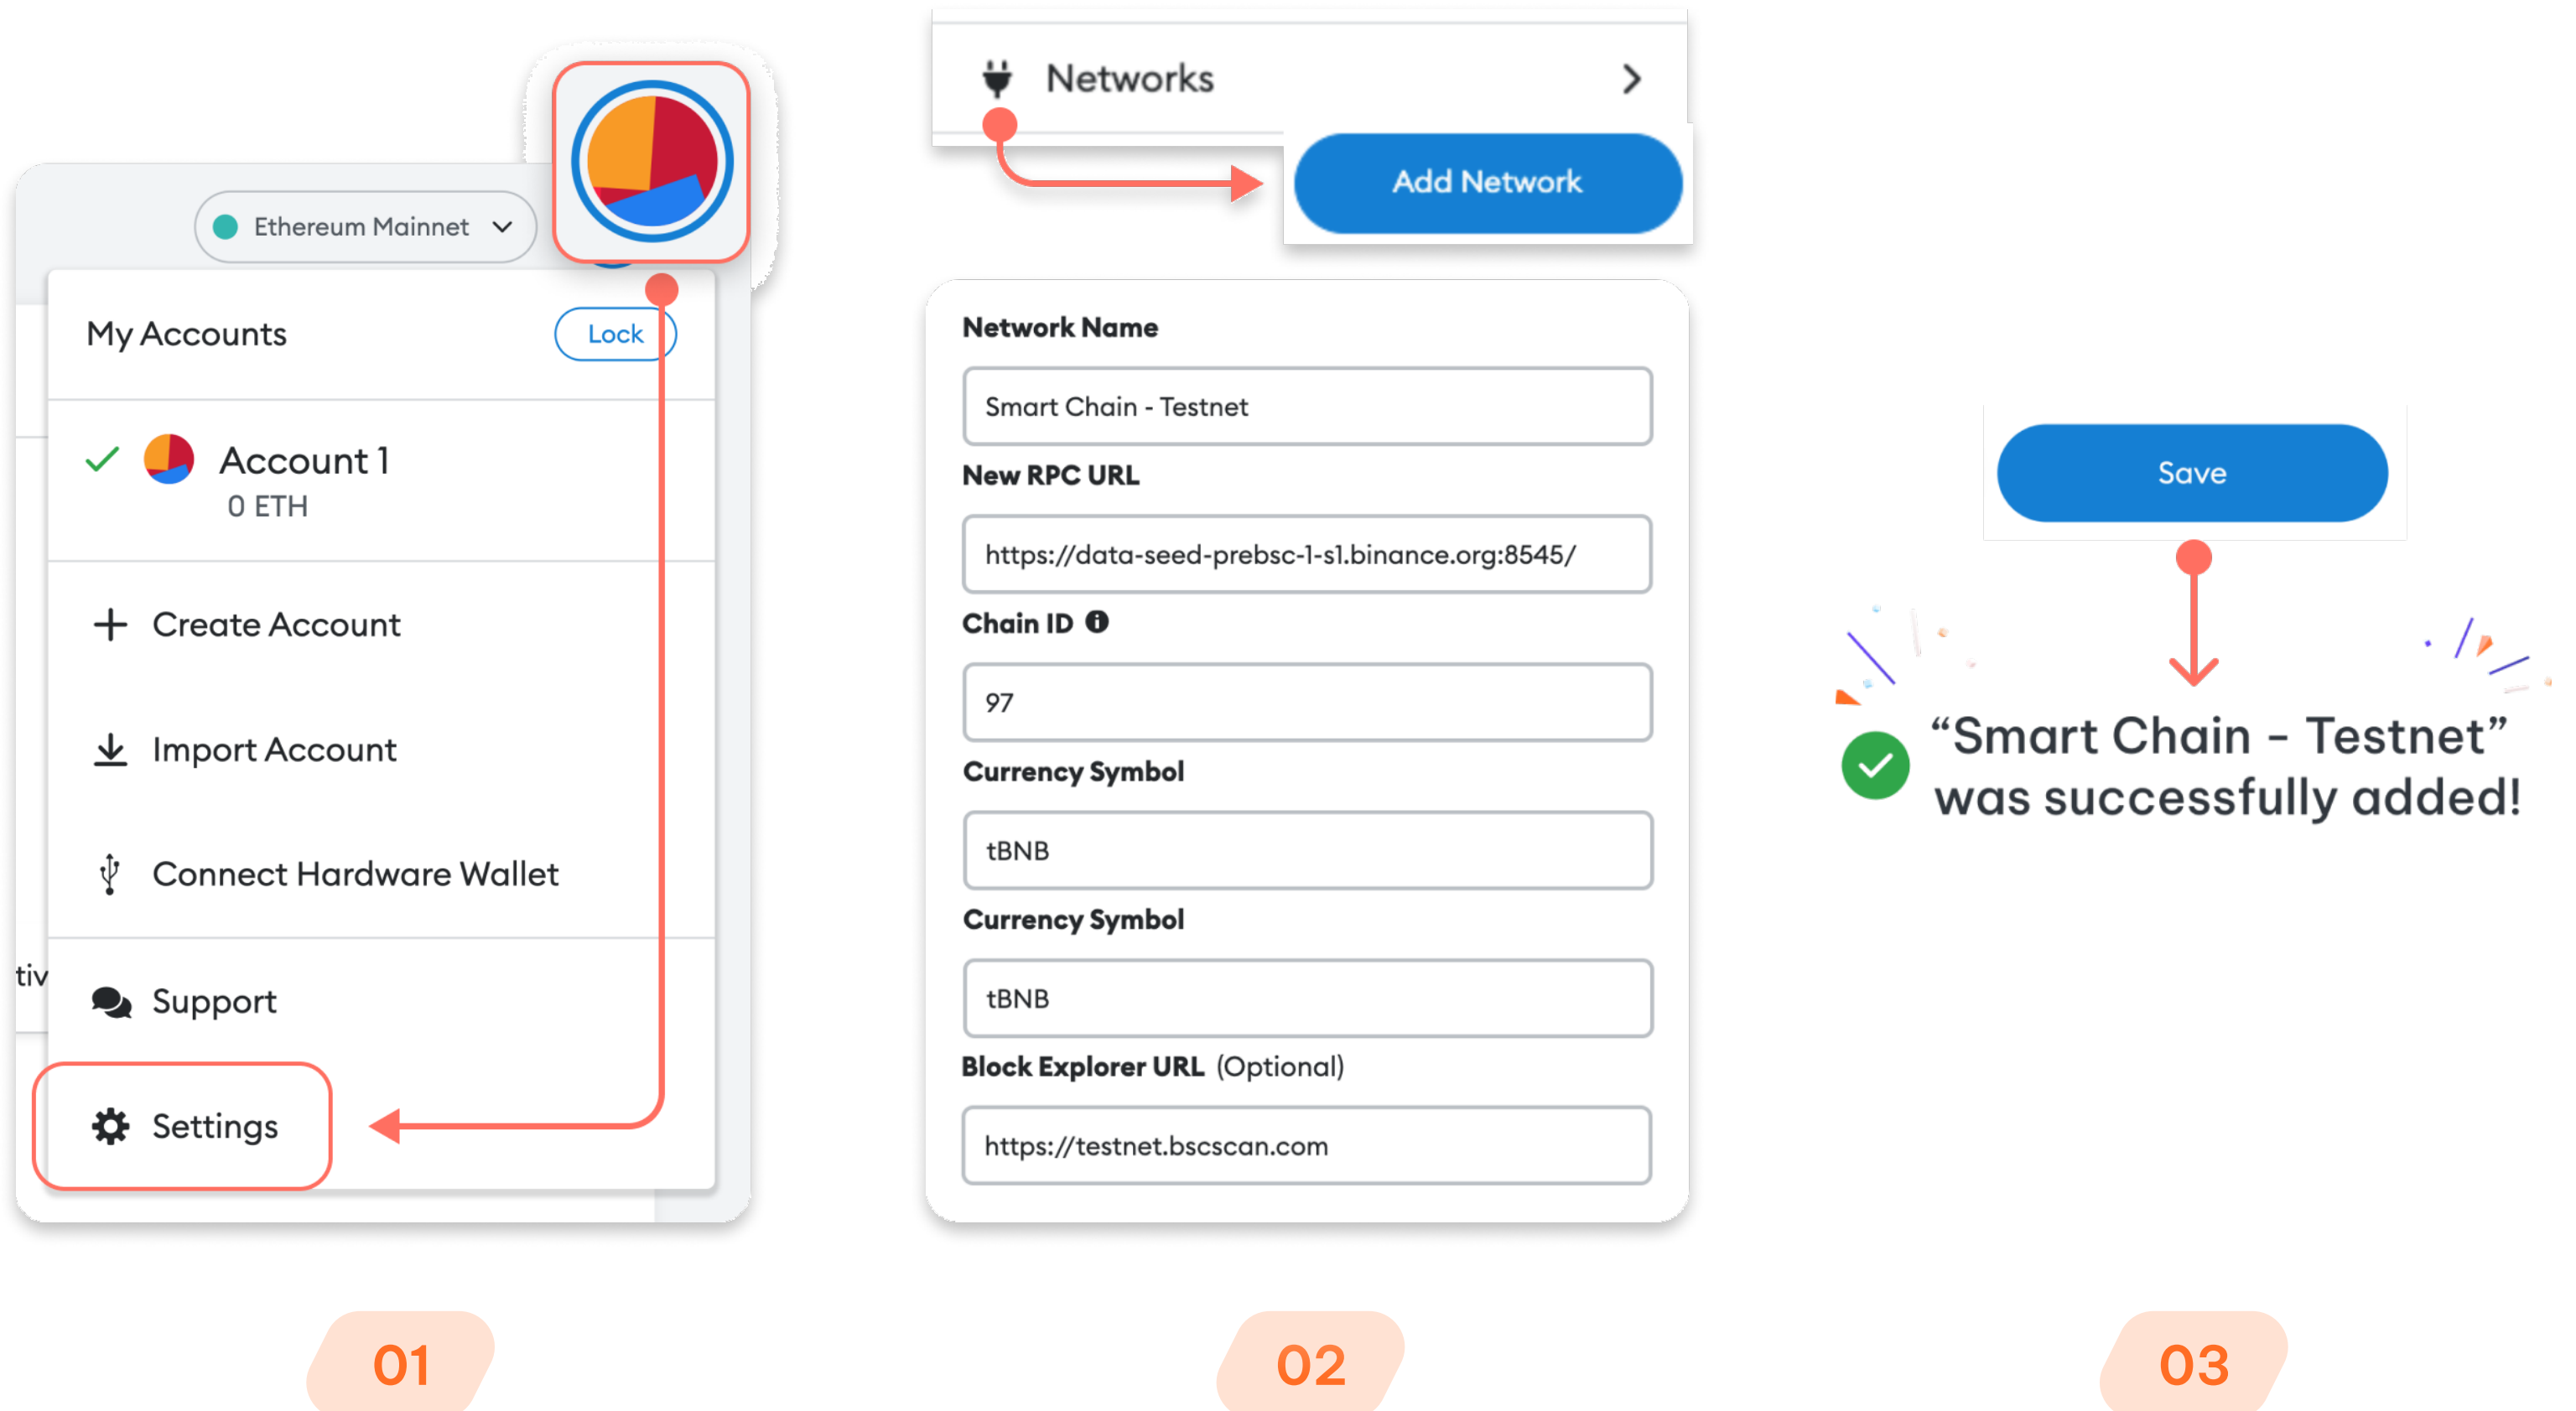 Ethereum Mainnet
My Accounts
Lock
Account 1
0 ETH
Create Account
Import Account
Connect Hardware Wallet
tiv
Support
Settings
01
Networks
Add Network
Network Name
Smart Chain - Testnet
New RPC URL
https://data-seed-prebsc-1-s1.binance.org:8545/
Chain ID
97
Currency Symbol
tBNB
Currency Symbol
tBNB
Block Explorer URL (Optional)
https://testnet.bscscan.com
02
Save
“Smart Chain - Testnet”
was successfully added!
03